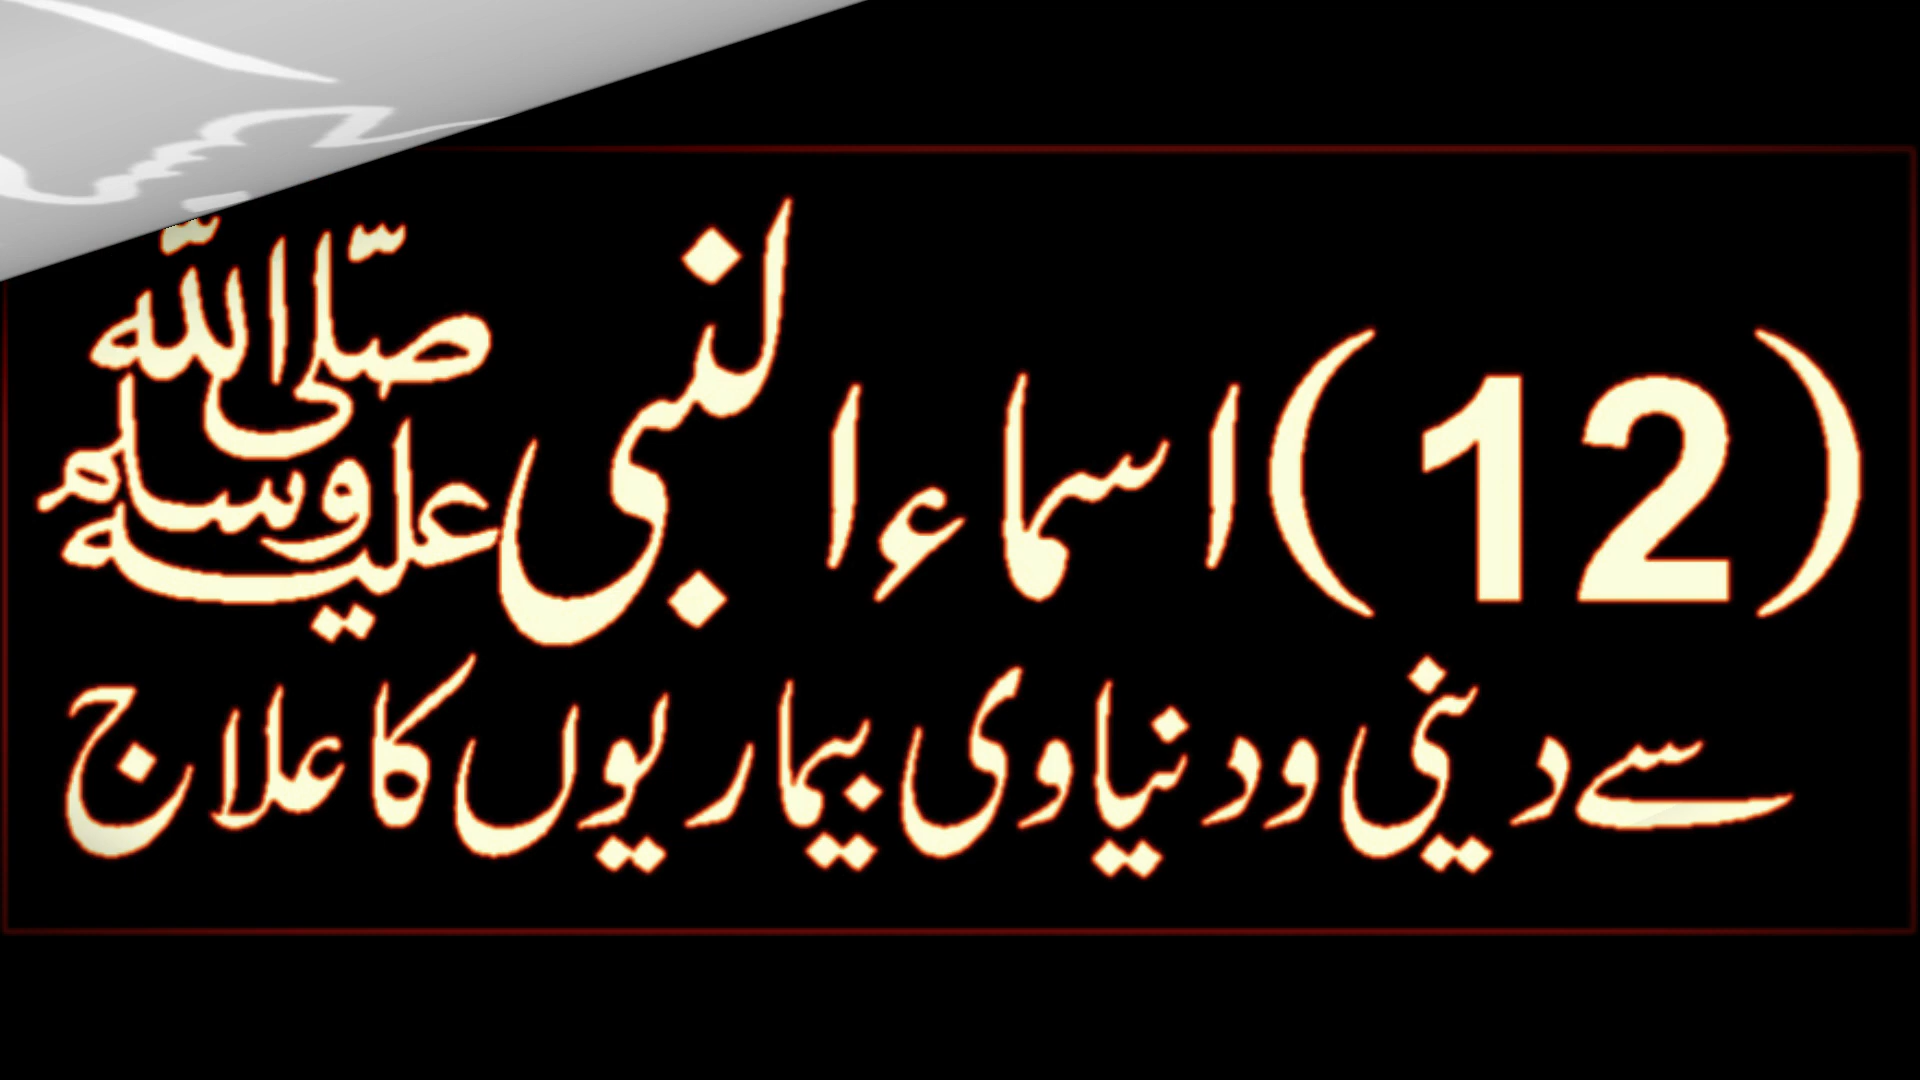 (12) اسماء النبی صلی اللہ علیہ وسلم
سے دینی و دنیاوی بیماریوں کا علاج